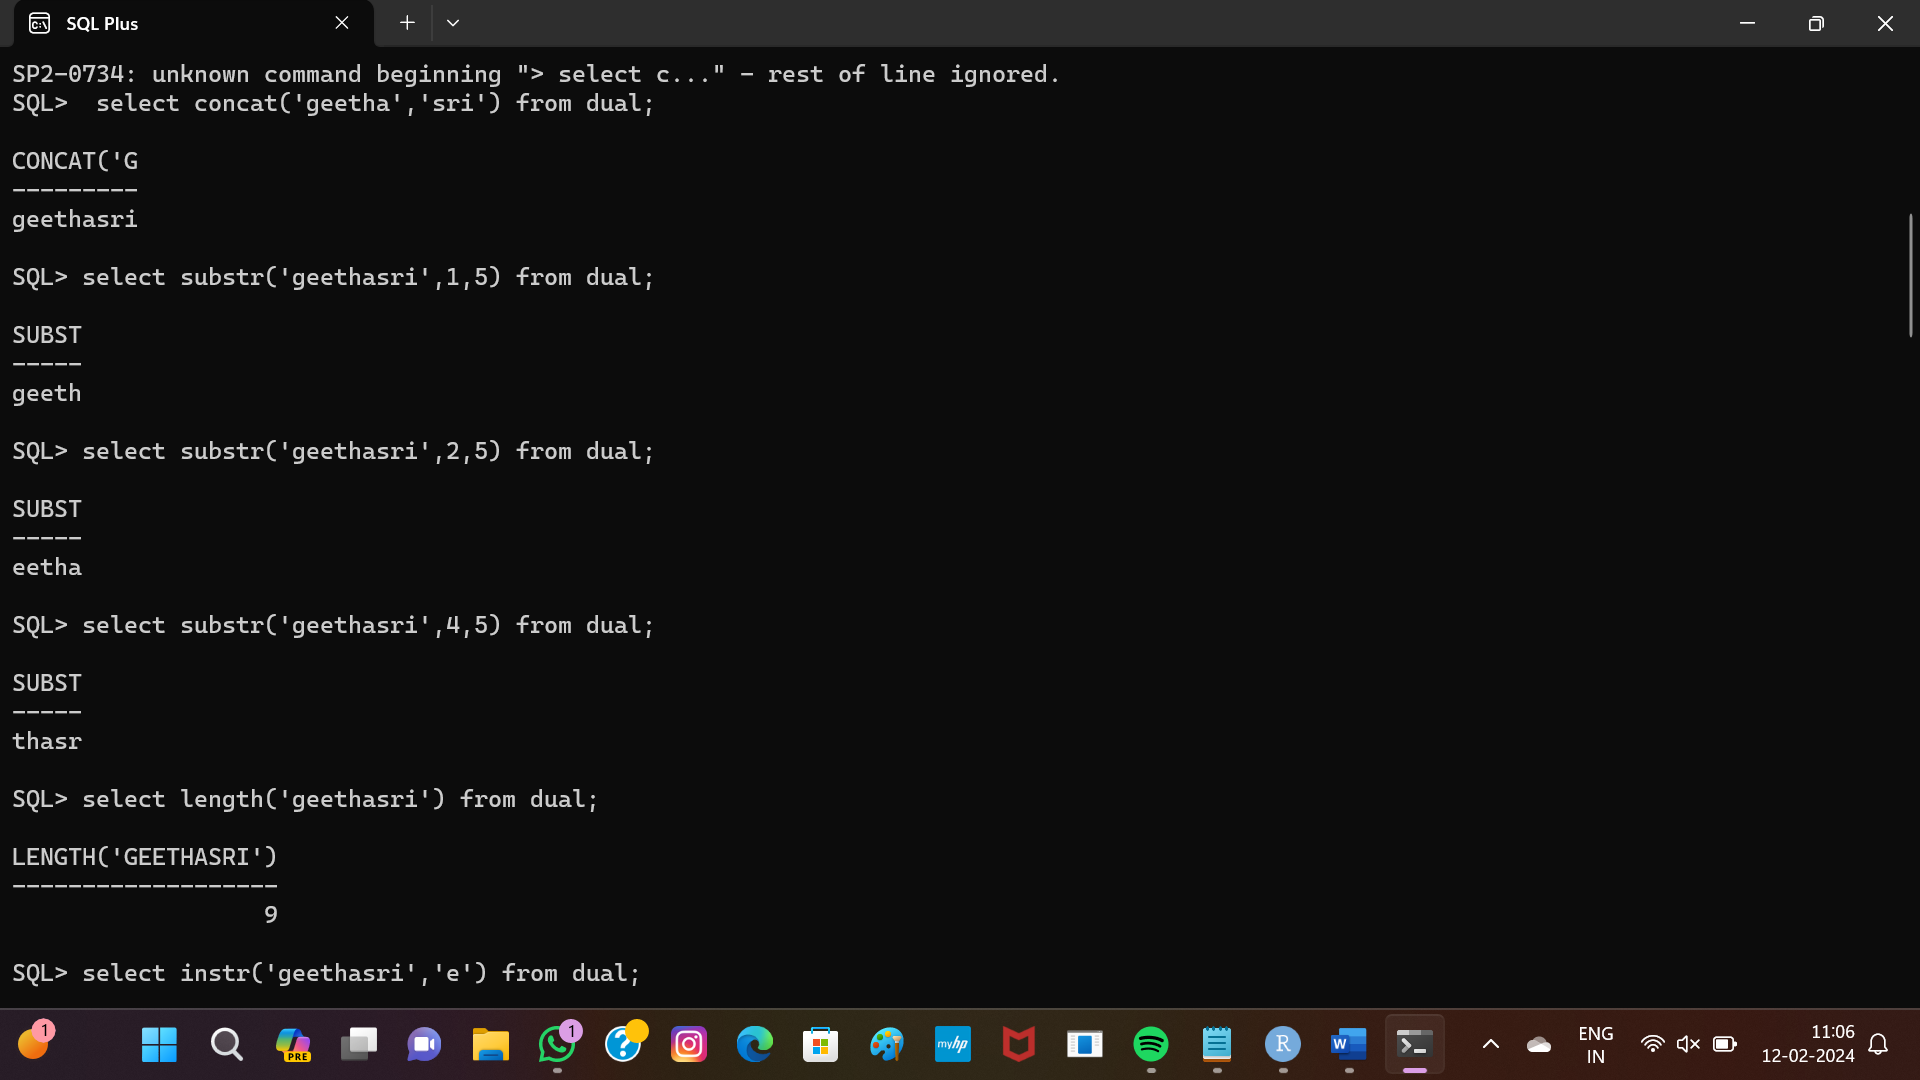 SQL Plus
SP2-0734: unknown command beginning "> select c..." - rest of line ignored.
SQL>  select concat('geetha','sri') from dual;
CONCAT('G
---------
geethasri
SQL> select substr('geethasri',1,5) from dual;
SUBST
-----
geeth
SQL> select substr('geethasri',2,5) from dual;
SUBST
-----
eetha
SQL> select substr('geethasri',4,5) from dual;
SUBST
-----
thasr
SQL> select length('geethasri') from dual;
LENGTH('GEETHASRI')
-------------------
9
SQL> select instr('geethasri','e') from dual;
1
PRE
1
myhp
R
W
ENG
IN
11:06
12-02-2024